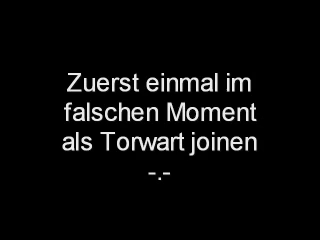 Zuerst einmal im
falschen Moment
als Torwart joinen
-.-